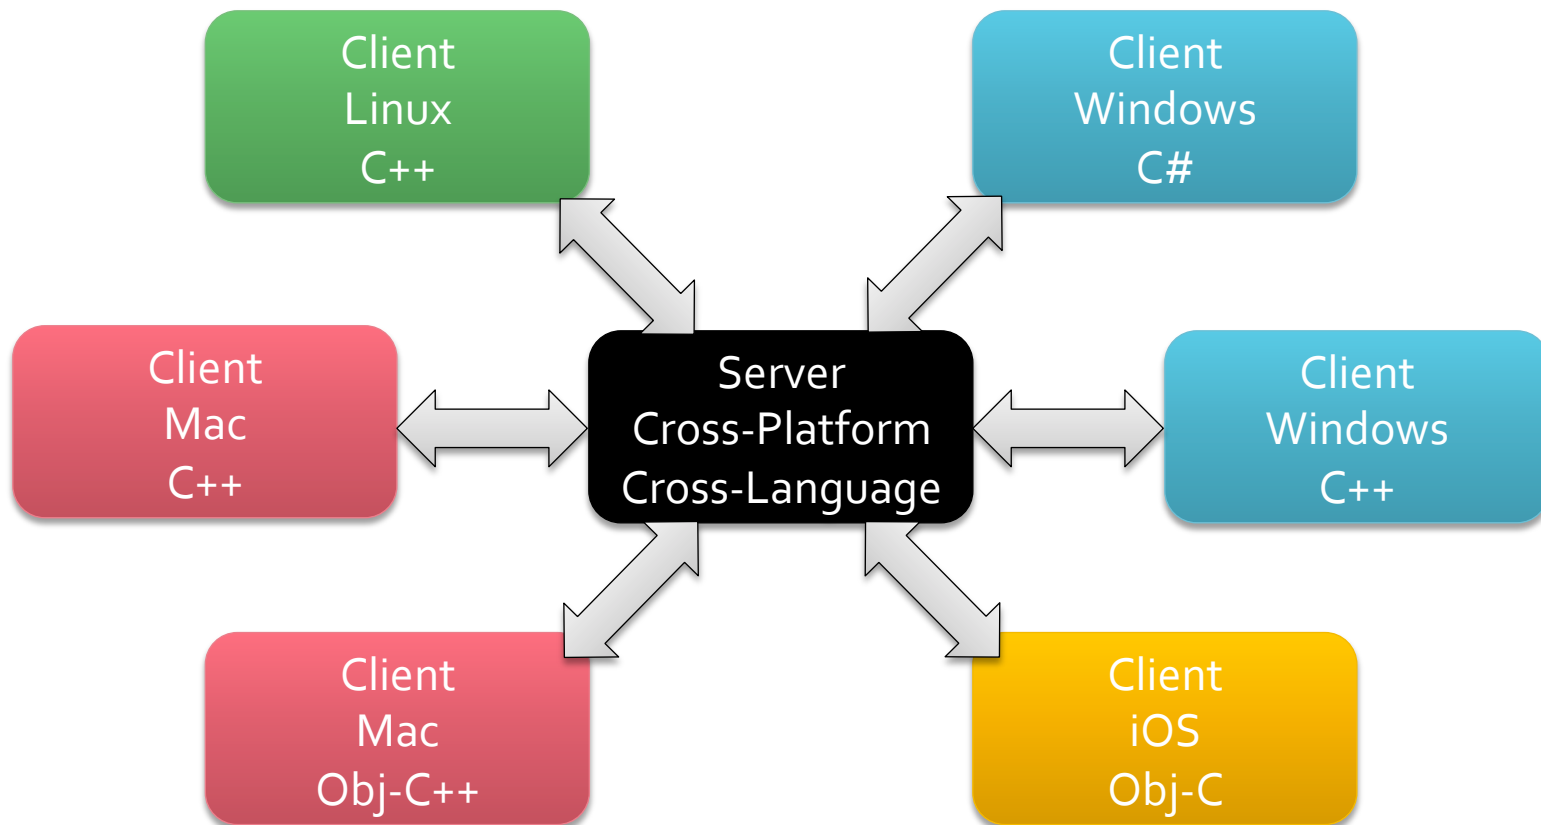 Client
Linux
C++
Client
Windows
C#
Client
Mac
C++
Server
Cross-Platform
Cross-Language
Client
Windows
C++
Client
Mac
Obj-C++
Client
iOS
Obj-C